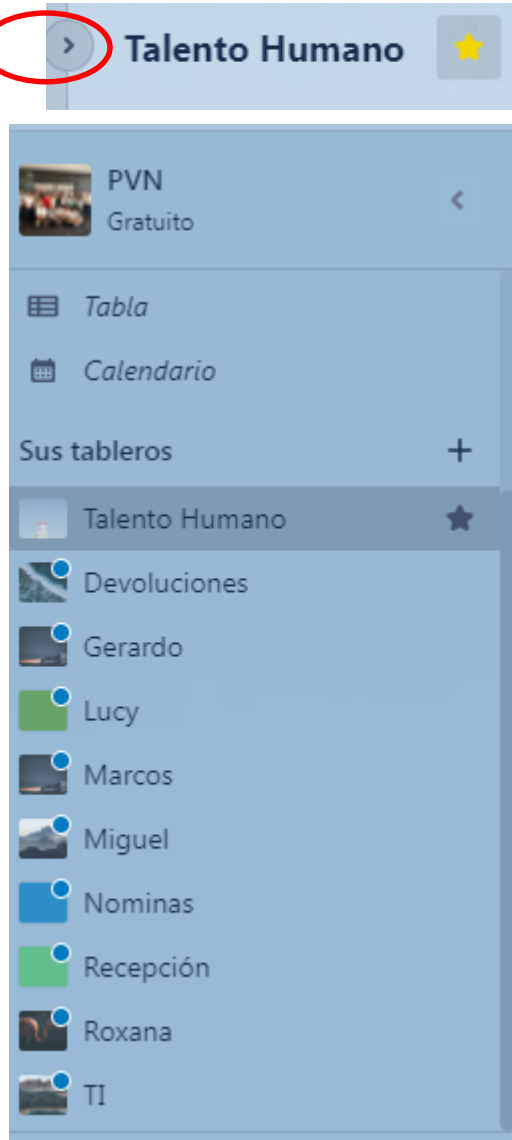 Talento Humano
PVN
Gratuito
Tabla
Calendario
Sus tableros
Talento Humano
Devoluciones
Gerardo
Lucy
Marcos
Miguel
Nominas
Recepción
Roxana
TI